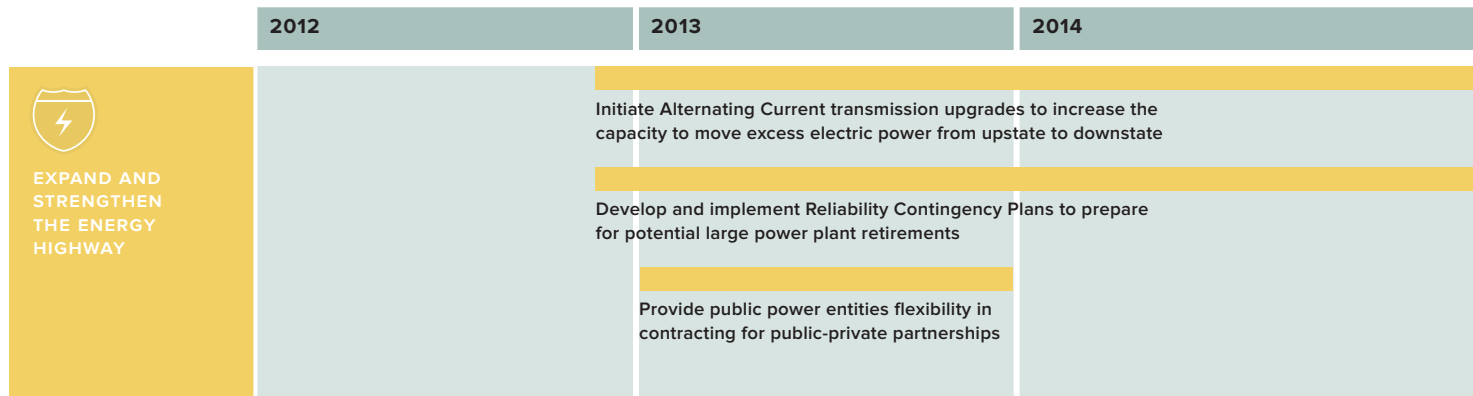 2012
2013
2014
EXPAND AND
STRENGTHEN
THE ENERGY
HIGHWAY
Initiate Alternating Current transmission upgrades to increase the
capacity to move excess electric power from upstate to downstate
Develop and implement Reliability Contingency Plans to prepare
for potential large power plant retirements
Provide public power entities flexibility in
contracting for public-private partnerships